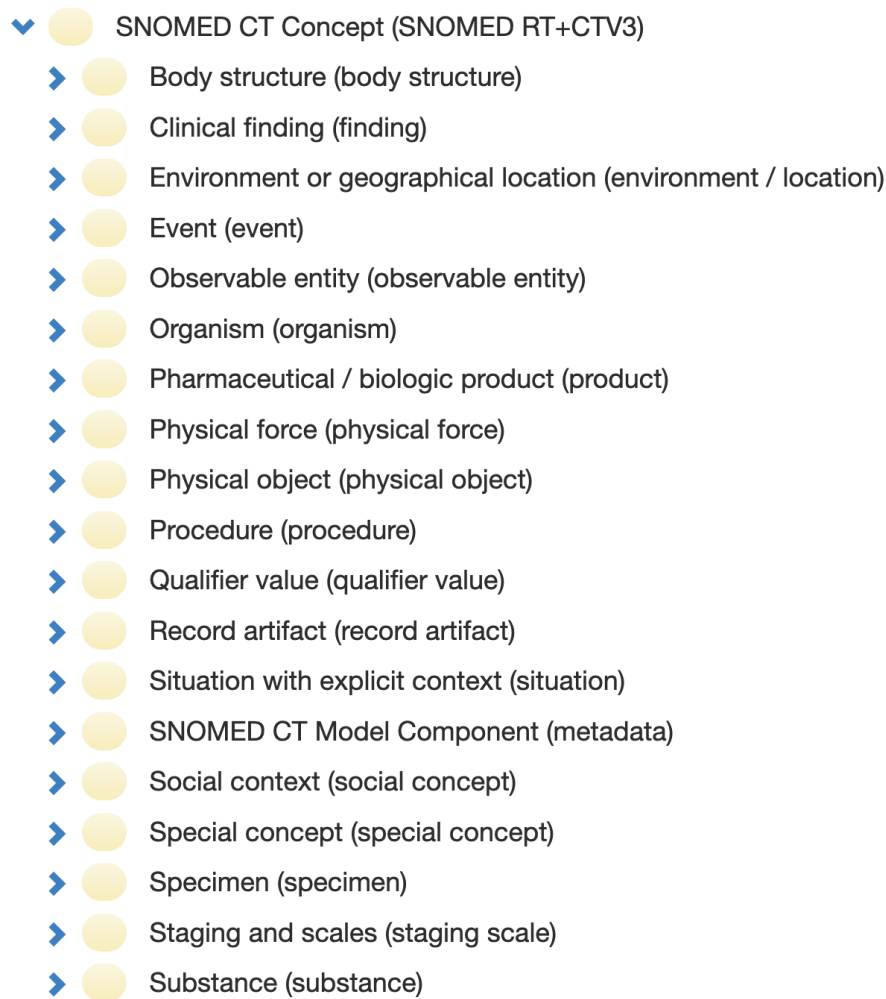 SNOMED CT Concept (SNOMED RT+CTV3)
Body structure (body structure)
Clinical finding (finding)
Environment or geographical location (environment / location)
Event (event)
Observable entity (observable entity)
Organism (organism)
Pharmaceutical / biologic product (product)
Physical force (physical force)
Physical object (physical object)
Procedure (procedure)
Qualifier value (qualifier value)
Record artifact (record artifact)
Situation with explicit context (situation)
SNOMED CT Model Component (metadata)
Social context (social concept)
Special concept (special concept)
Specimen (specimen)
Staging and scales (staging scale)
Substance (substance)